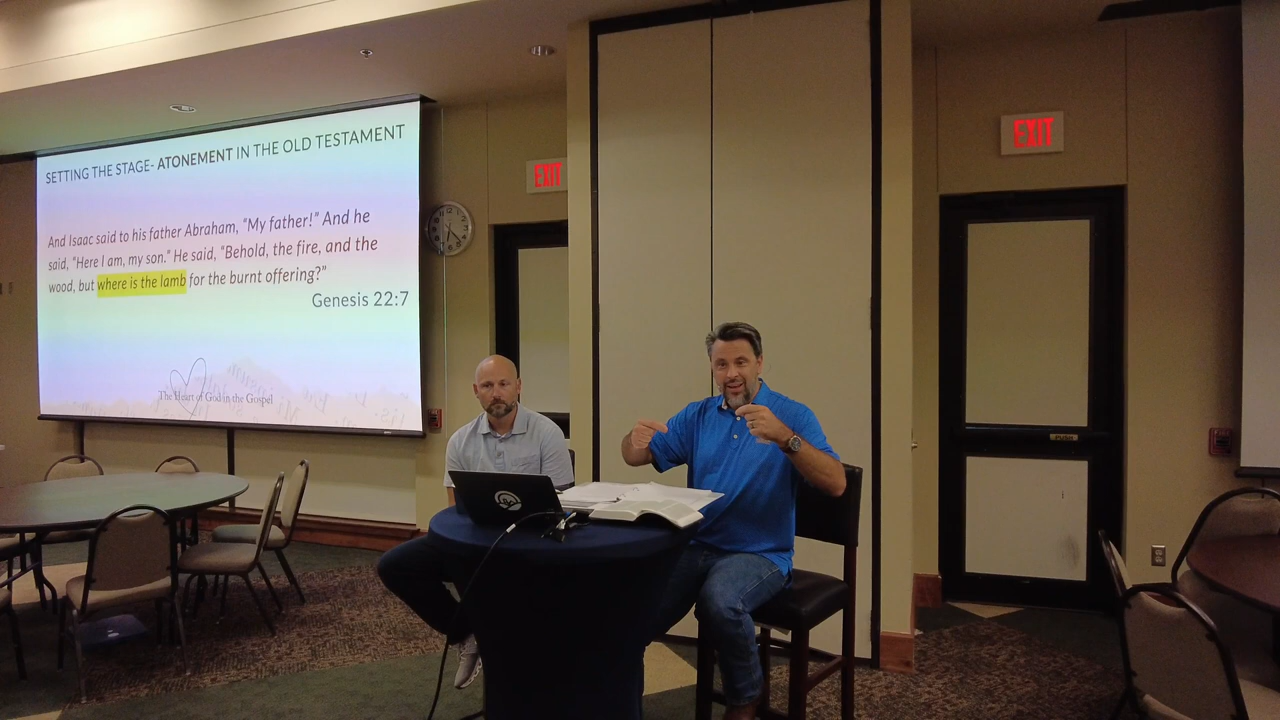 SETTING THE STAGE- ATONEMENT IN THE OLD TESTAMENT
And Isaac said to his father Abraham, "My father!" And he
said, "Here I am, my son." He said, "Behold, the fire, and the
wood, but where is the lamb for the burnt offering?"
Genesis 22:7
The Heart of God in the Gospel
EXIT
EXIT
PUSH